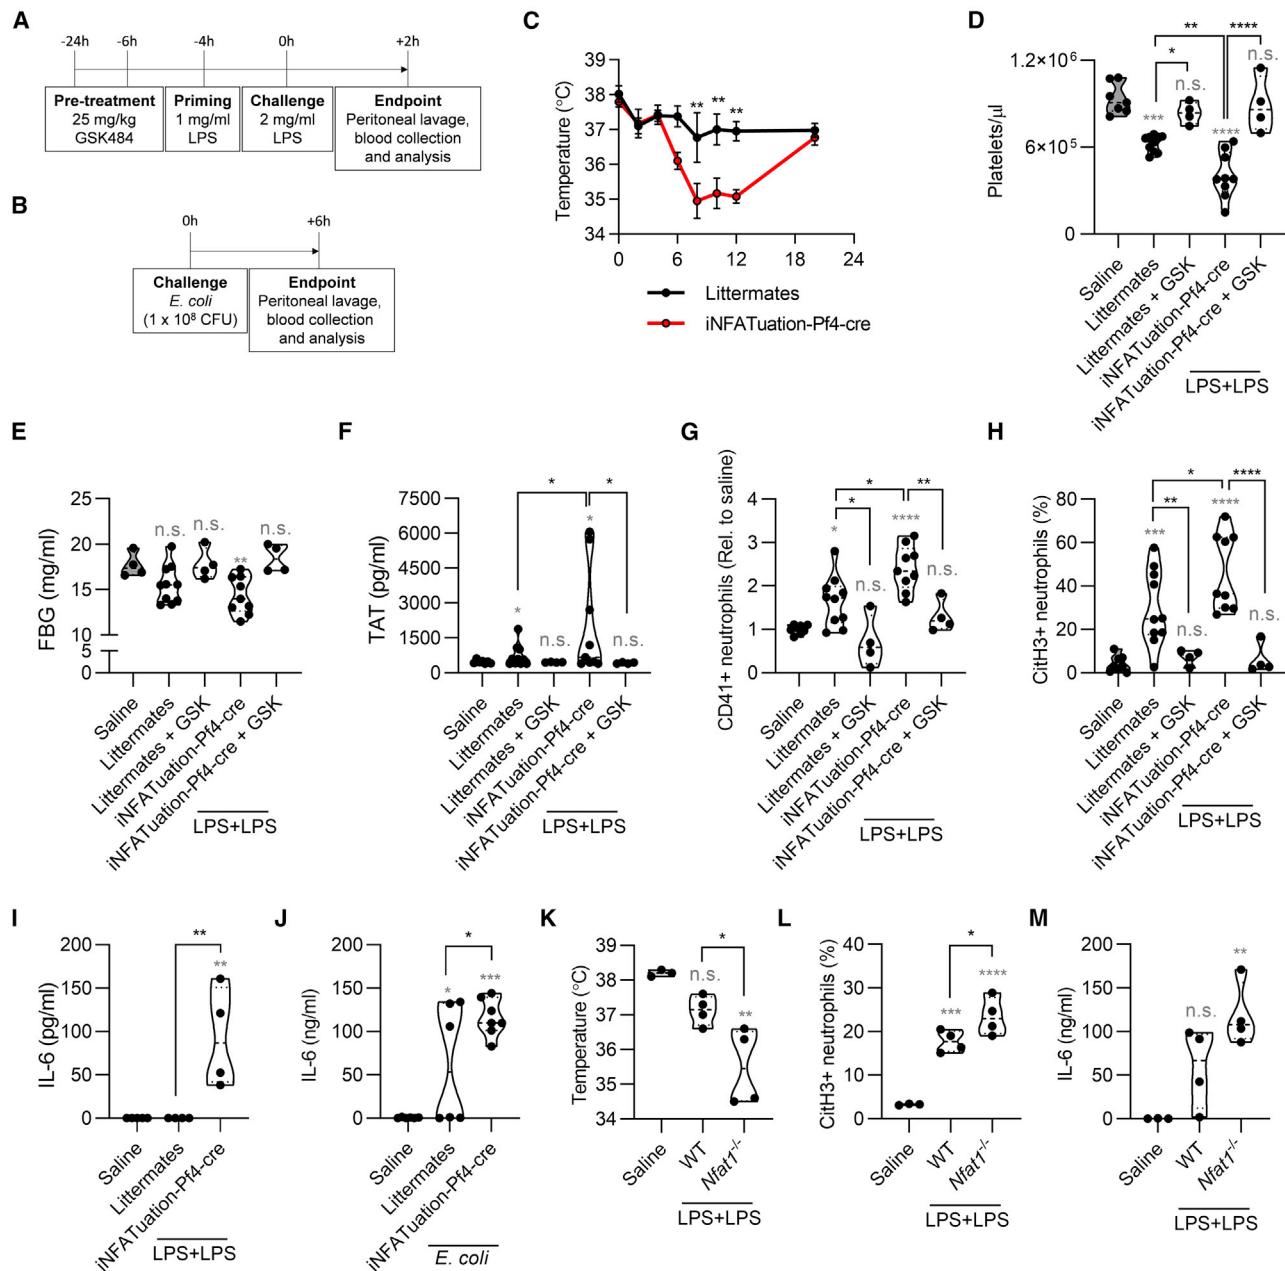 A
-24h -6h -4h 0h +2h
Pre-treatment
25 mg/kg
GSK484
Priming
1 mg/ml
LPS
Challenge
2 mg/ml
LPS
Endpoint
Peritoneal lavage,
blood collection
and analysis
B
0h +6h
Challenge
E. coli
(1 x 10⁸ CFU)
Endpoint
Peritoneal lavage,
blood collection
and analysis
C
Temperature (°C)
39
38
37
36
35
34
0 6 12 18 24
** ** **
Littermates
iNFATuation-Pf4-cre
D
Platelets/µl
1.2×10⁶
6×10⁵
0
** ****
*
n.s.
n.s.
***
****
Saline
Littermates
Littermates + GSK
iNFATuation-Pf4-cre
iNFATuation-Pf4-cre + GSK
LPS+LPS
E
FBG (mg/ml)
25
20
15
10
5
0
n.s. n.s. ** n.s.
Saline
Littermates
Littermates + GSK
iNFATuation-Pf4-cre
iNFATuation-Pf4-cre + GSK
LPS+LPS
F
TAT (pg/ml)
7500
6000
4500
3000
1500
0
* *
* n.s. * n.s.
Saline
Littermates
Littermates + GSK
iNFATuation-Pf4-cre
iNFATuation-Pf4-cre + GSK
LPS+LPS
G
CD41+ neutrophils (Rel. to saline)
4
3
2
1
0
* **
*
* n.s. **** n.s.
Saline
Littermates
Littermates + GSK
iNFATuation-Pf4-cre
iNFATuation-Pf4-cre + GSK
LPS+LPS
H
CitH3+ neutrophils (%)
80
60
40
20
0
* ****
**
*** n.s. **** n.s.
Saline
Littermates
Littermates + GSK
iNFATuation-Pf4-cre
iNFATuation-Pf4-cre + GSK
LPS+LPS
I
IL-6 (pg/ml)
200
150
100
50
0
**
**
Saline
Littermates
iNFATuation-Pf4-cre
LPS+LPS
J
IL-6 (ng/ml)
200
150
100
50
0
*
* ***
Saline
Littermates
iNFATuation-Pf4-cre
E. coli
K
Temperature (°C)
39
38
37
36
35
34
*
n.s. **
Saline
WT
Nfat1⁻/⁻
LPS+LPS
L
CitH3+ neutrophils (%)
40
30
20
10
0
*
*** ****
Saline
WT
Nfat1⁻/⁻
LPS+LPS
M
IL-6 (ng/ml)
200
150
100
50
0
n.s. **
Saline
WT
Nfat1⁻/⁻
LPS+LPS